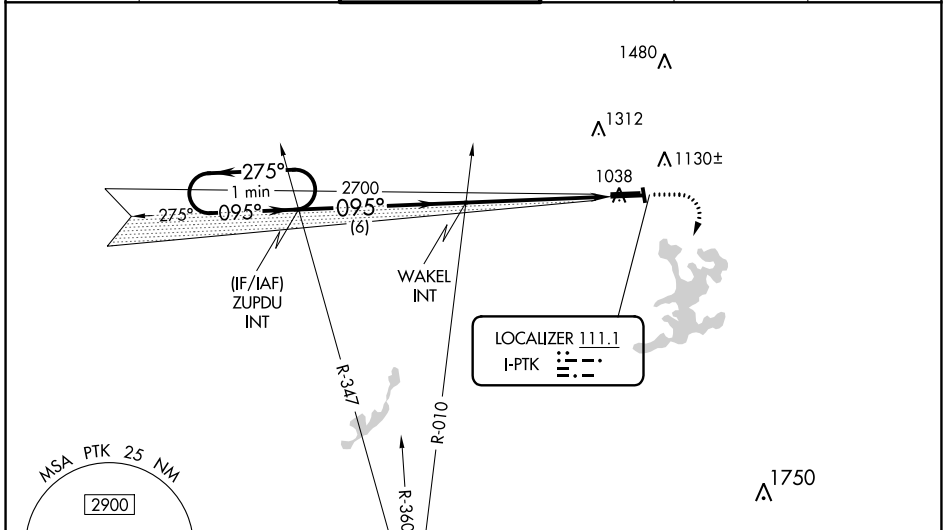 1480
1312
1130±
1038
275°
1 min
2700
275°
095°
095°
(6)
(IF/IAF)
ZUPDU
INT
WAKEL
INT
LOCALIZER 111.1
I-PTK
R-347
R-010
R-360
MSA PTK 25 NM
2900
1750